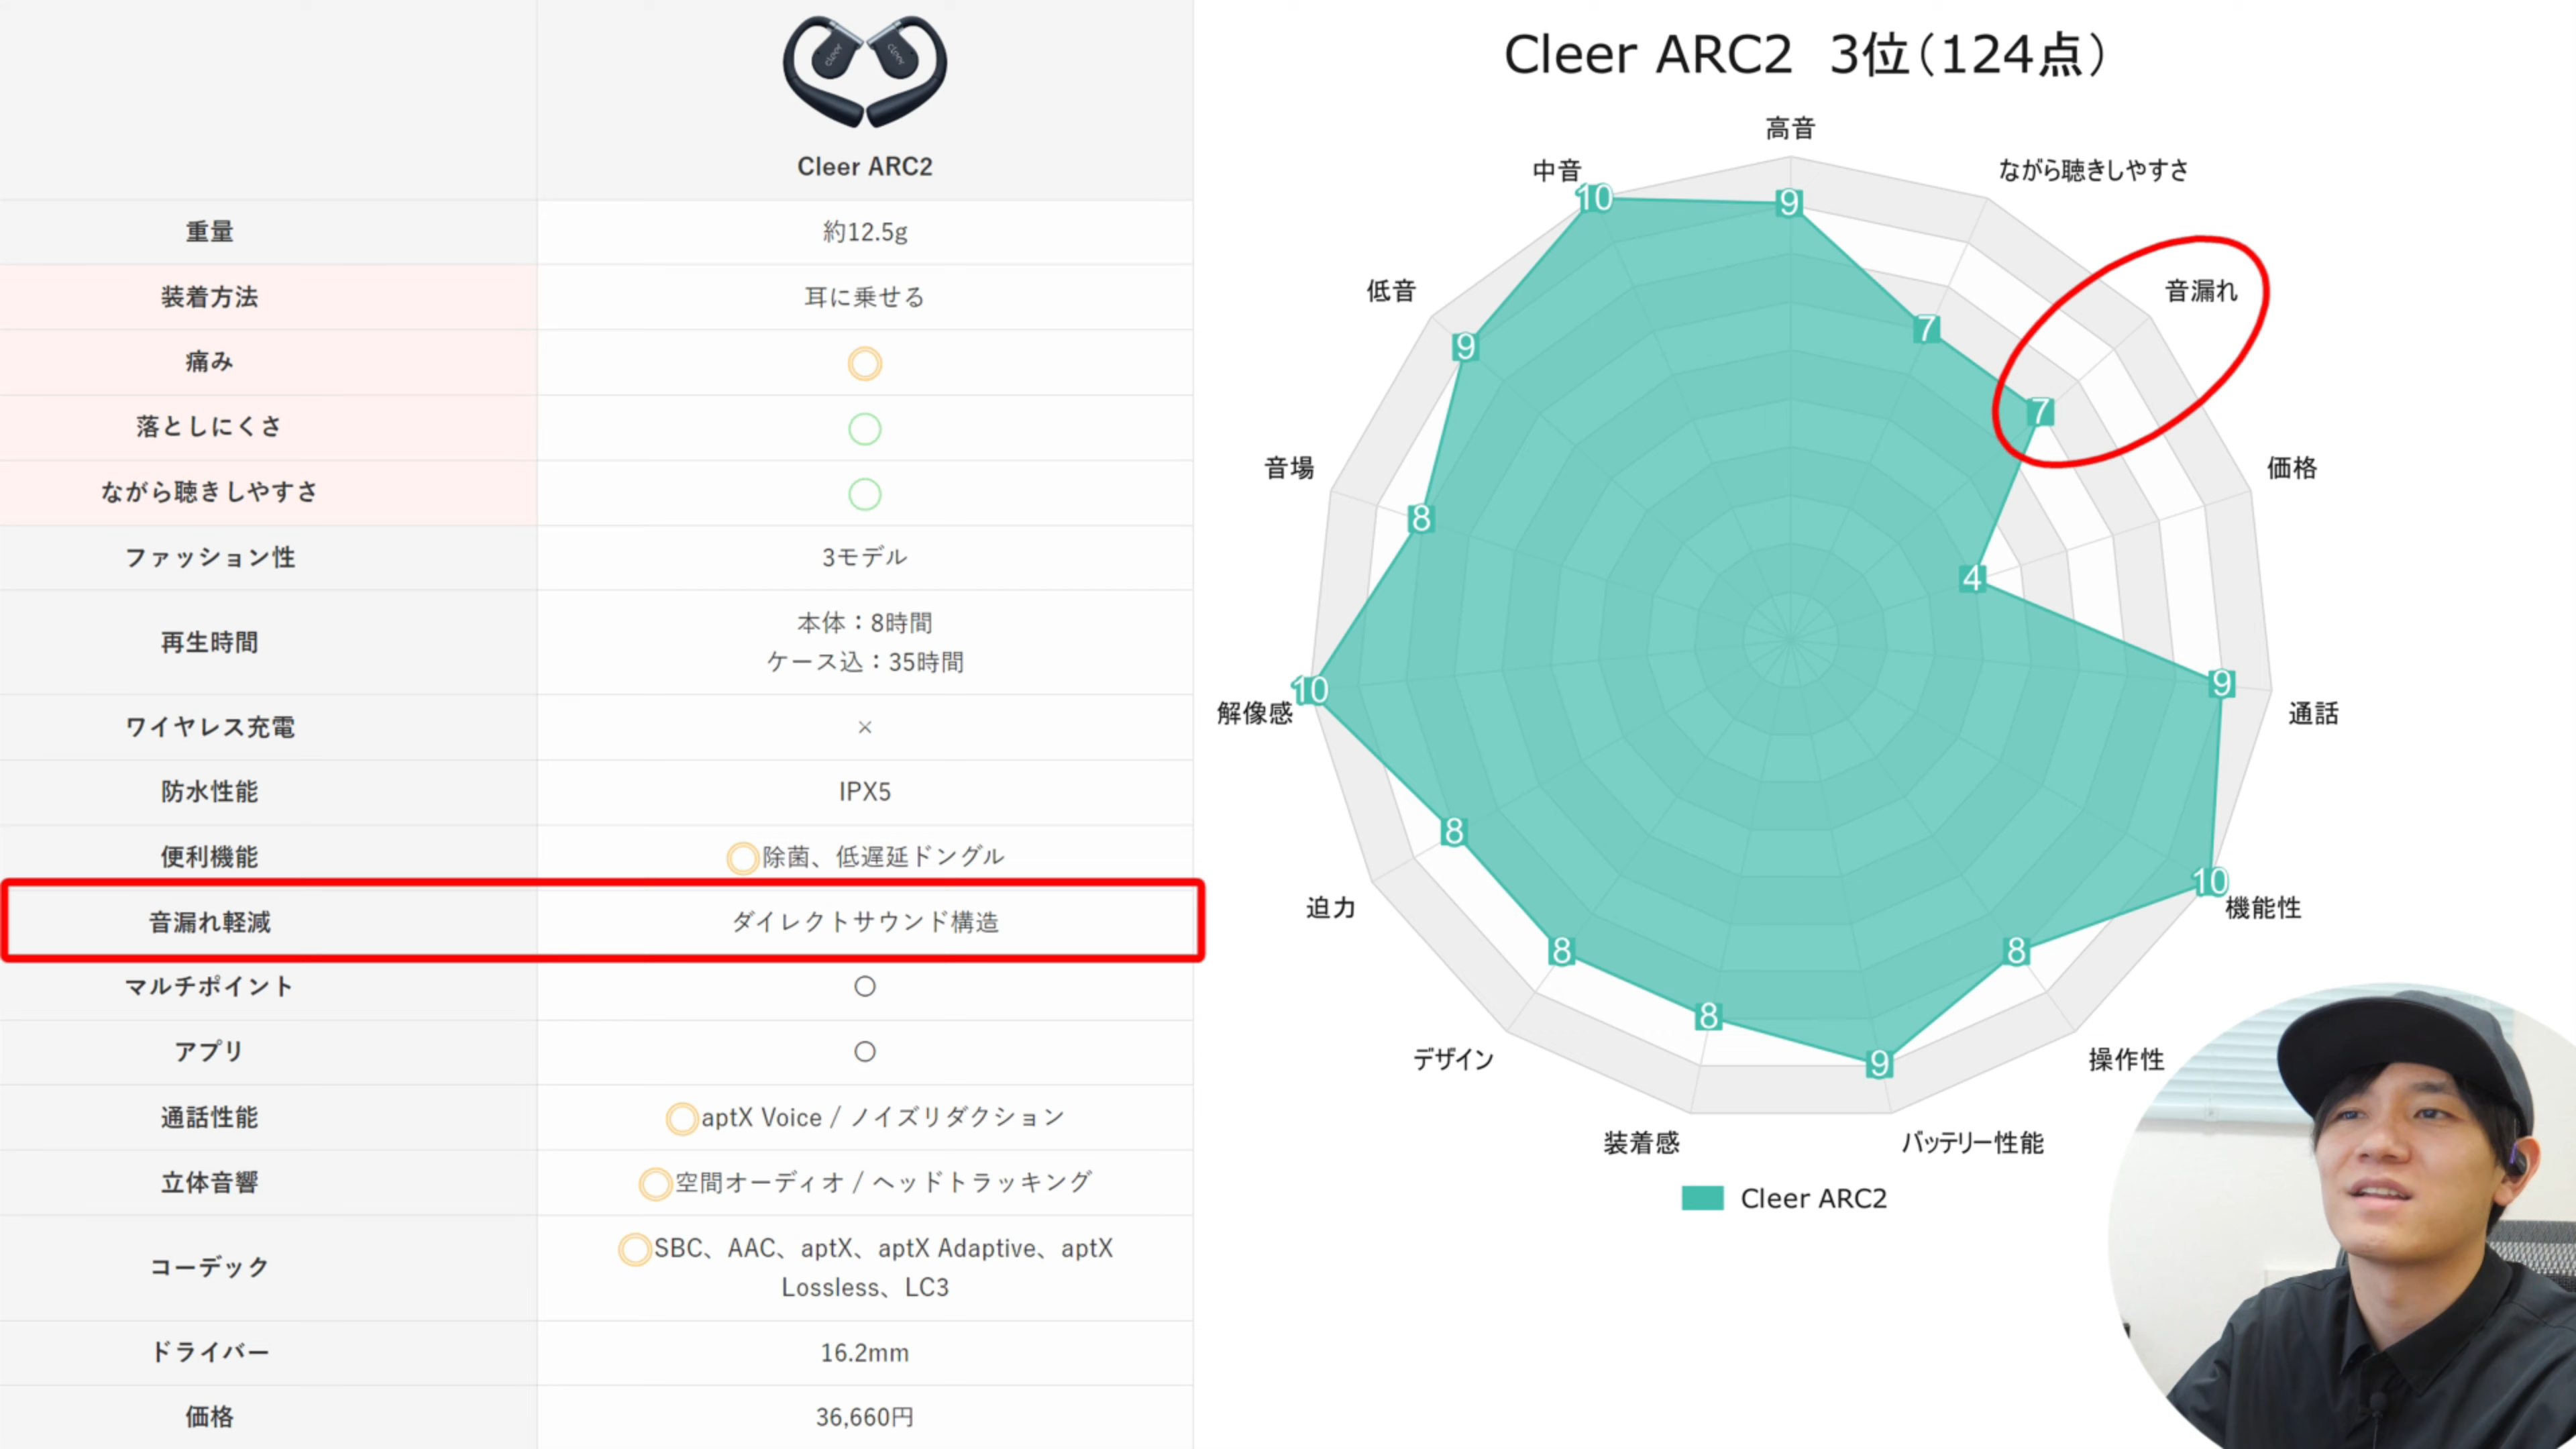 cleer
cleer
Cleer ARC2
重量
約12.5g
装着方法
耳に乗せる
痛み
落としにくさ
ながら聴きしやすさ
ファッション性
3モデル
再生時間
本体：8時間
ケース込：35時間
ワイヤレス充電
×
防水性能
IPX5
便利機能
◎除菌、低遅延ドングル
音漏れ軽減
ダイレクトサウンド構造
マルチポイント
○
アプリ
○
通話性能
◎aptX Voice / ノイズリダクション
立体音響
◎空間オーディオ / ヘッドトラッキング
コーデック
◎SBC、AAC、aptX、aptX Adaptive、aptX
Lossless、LC3
ドライバー
16.2mm
価格
36,660円
Cleer ARC2 3位（124点）
高音
9
ながら聴きしやすさ
7
音漏れ
7
価格
4
通話
9
機能性
10
操作性
8
バッテリー性能
9
装着感
8
デザイン
8
迫力
8
解像感
10
音場
8
低音
9
中音
10
Cleer ARC2